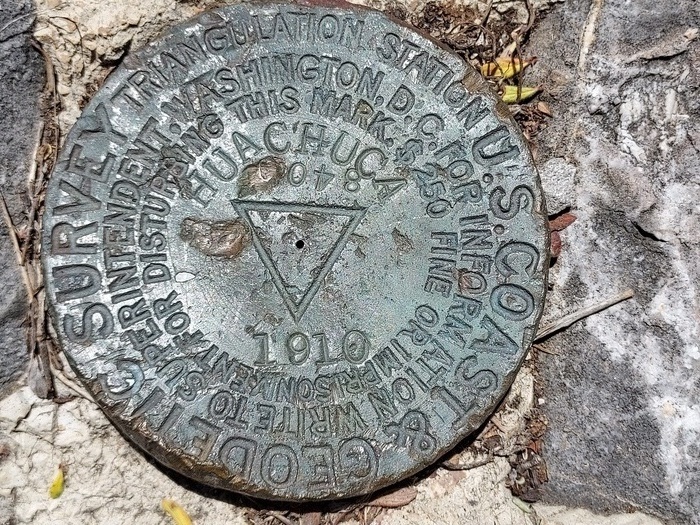 TRIANGULATION STATION
U.S. COAST & GEODETIC SURVEY
FOR INFORMATION WRITE TO SUPERINTENDENT, WASHINGTON, D.C.
$250 FINE OR IMPRISONMENT FOR DISTURBING THIS MARK.
HUACHUCA
1910